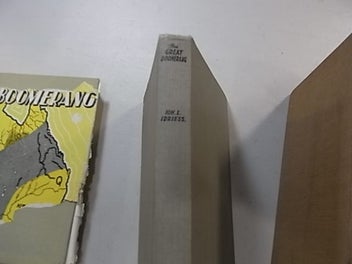 BOOMERANG
Q
The
GREAT
BOOMERANG
ION. L.
IDRIESS.